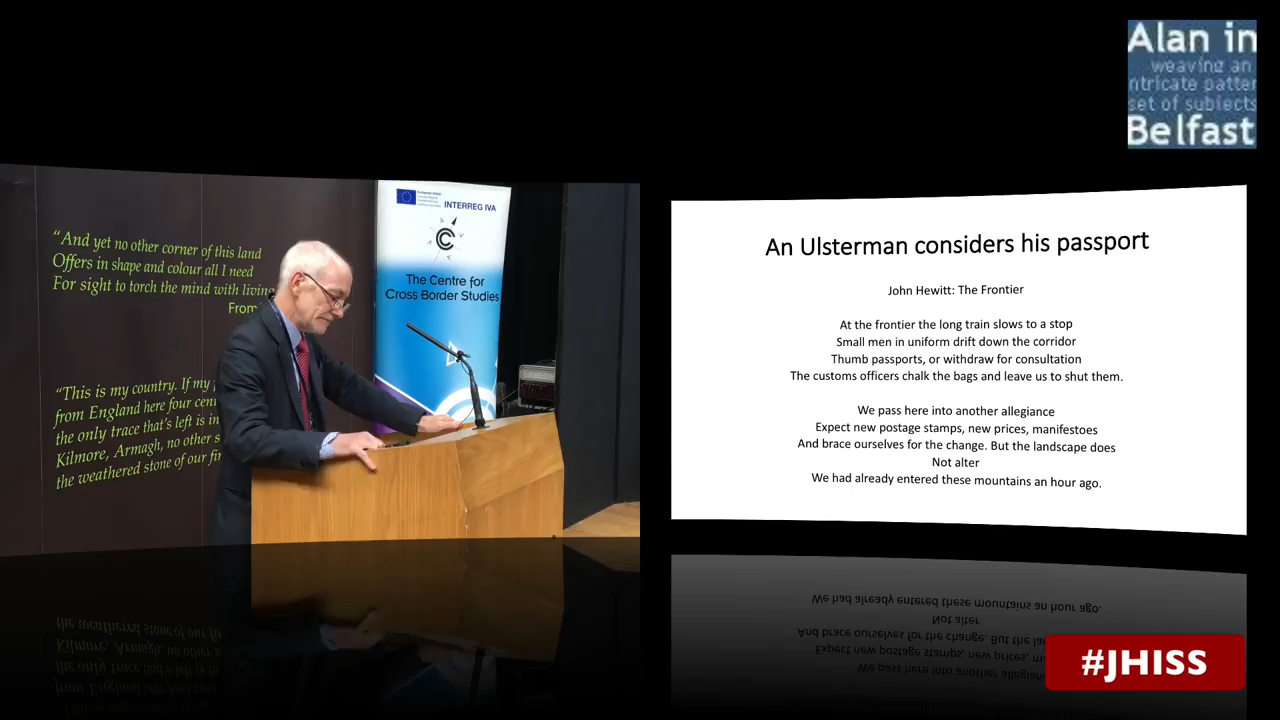 Alan in
weaving an
ntricate patter
set of subjects
Belfast
"And yet no other corner of this land
Offers in shape and colour all I need
For sight to torch the mind with living
From
"This is my country. If my
from England here four cen
the only trace that's left is in
Kilmore, Armagh, no other s
the weathered stone of our fi
INTERREG IVA
The Centre for
Cross Border Studies
An Ulsterman considers his passport
John Hewitt: The Frontier
At the frontier the long train slows to a stop
Small men in uniform drift down the corridor
Thumb passports, or withdraw for consultation
The customs officers chalk the bags and leave us to shut them.
We pass here into another allegiance
Expect new postage stamps, new prices, manifestoes
And brace ourselves for the change. But the landscape does
Not alter
We had already entered these mountains an hour ago.
#JHISS